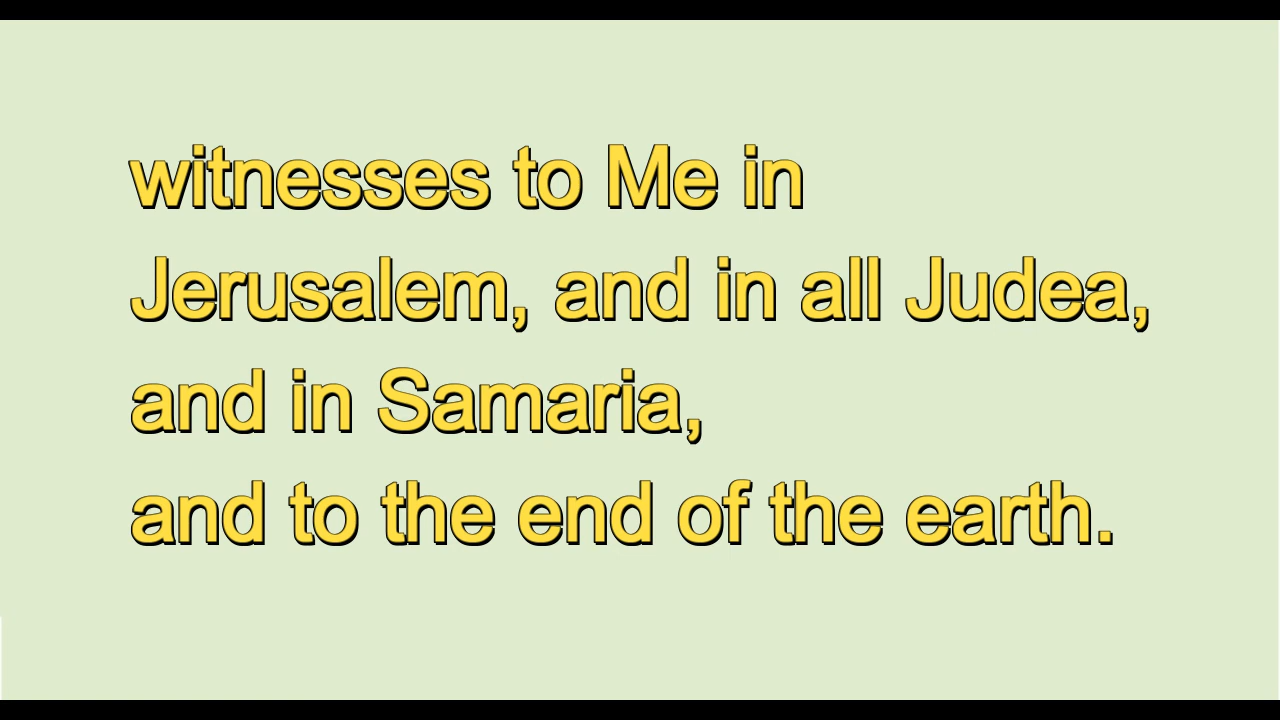 witnesses to Me in
Jerusalem, and in all Judea,
and in Samaria,
and to the end of the earth.